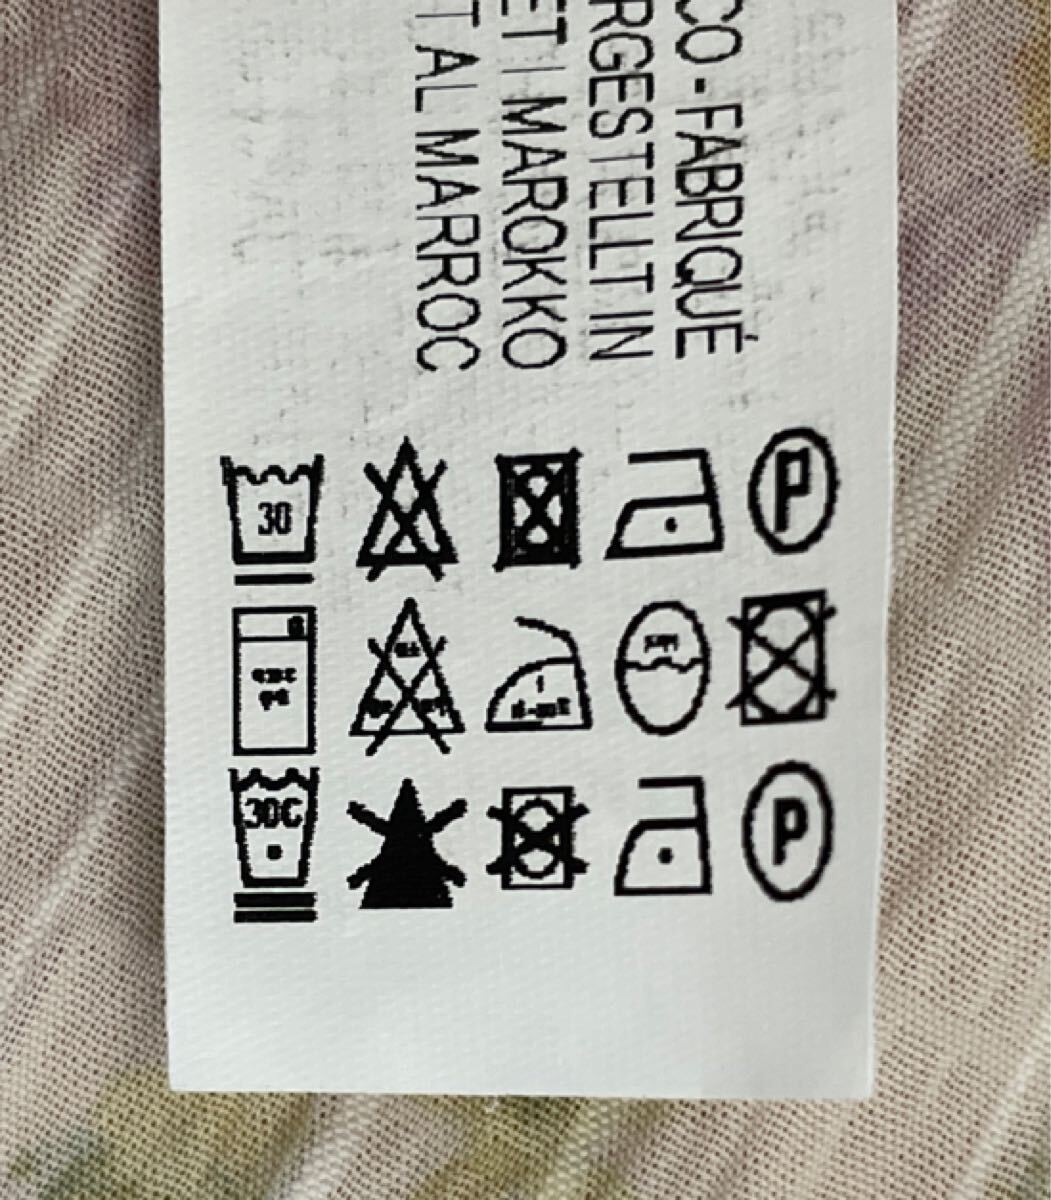 CO - FABRIQUÉ
RGESTELLT IN
ET I MAROKKO
T AL MARROC
30
P
30C
P